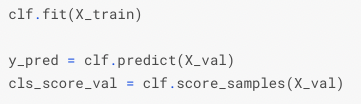 clf.fit(X_train)

y_pred = clf.predict(X_val)
cls_score_val = clf.score_samples(X_val)